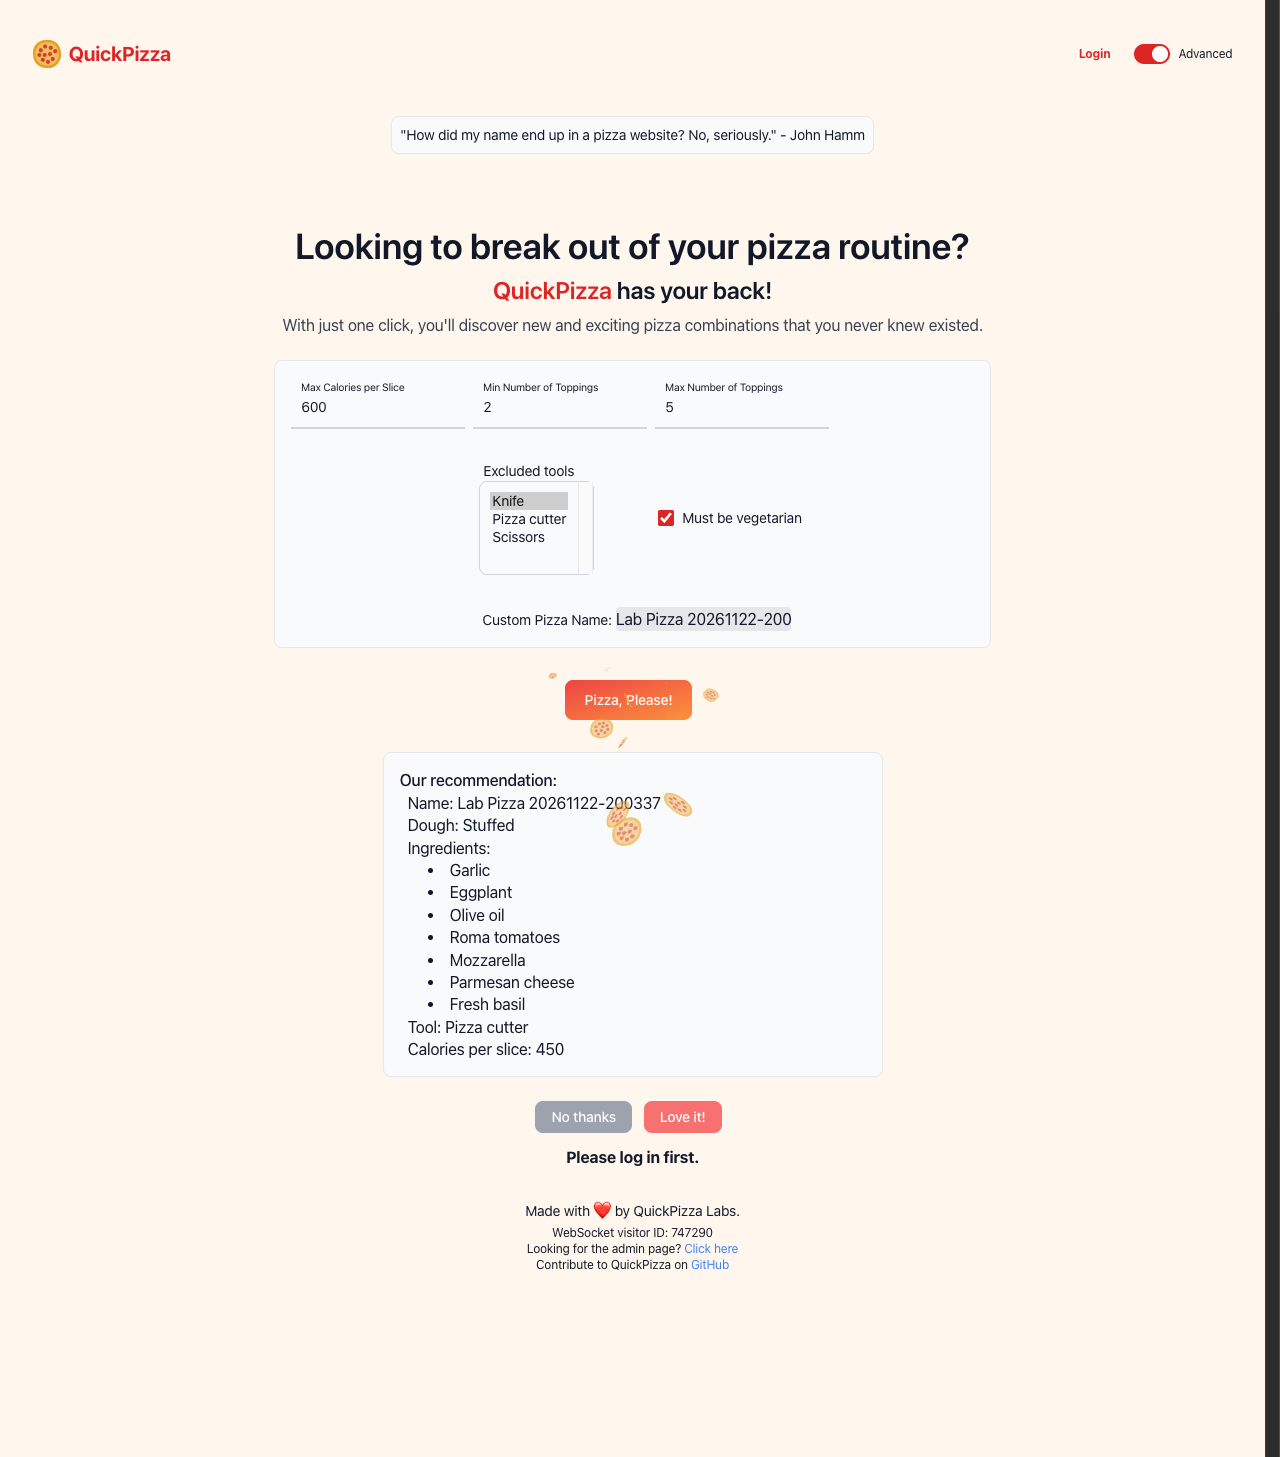 QuickPizza
Login
Advanced
"How did my name end up in a pizza website? No, seriously." - John Hamm
Looking to break out of your pizza routine?
QuickPizza has your back!
With just one click, you'll discover new and exciting pizza combinations that you never knew existed.
Max Calories per Slice
600
Min Number of Toppings
2
Max Number of Toppings
5
Excluded tools
Knife
Pizza cutter
Scissors
Must be vegetarian
Custom Pizza Name: Lab Pizza 20261122-200
Pizza, Please!
Our recommendation:
Name: Lab Pizza 20261122-200337
Dough: Stuffed
Ingredients:
• Garlic
• Eggplant
• Olive oil
• Roma tomatoes
• Mozzarella
• Parmesan cheese
• Fresh basil
Tool: Pizza cutter
Calories per slice: 450
No thanks
Love it!
Please log in first.
Made with ❤️ by QuickPizza Labs.
WebSocket visitor ID: 747290
Looking for the admin page? Click here
Contribute to QuickPizza on GitHub